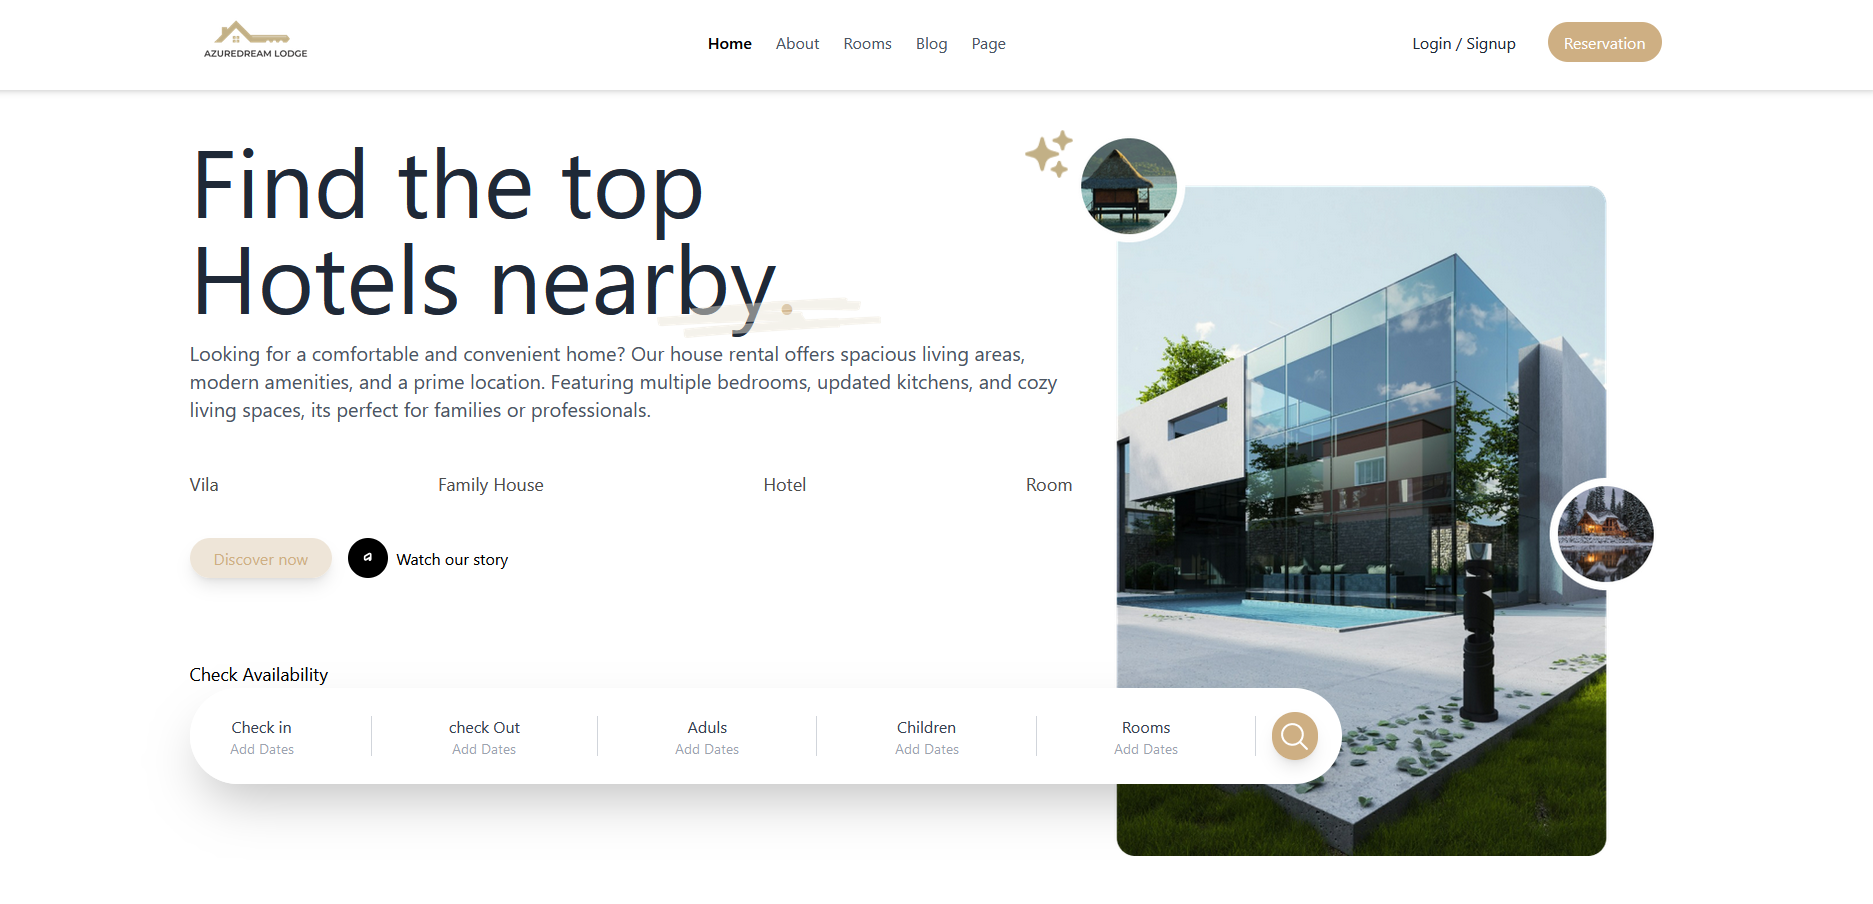 AZUREDREAM LODGE
Home About Rooms Blog Page
Login / Signup
Reservation
Find the top
Hotels nearby.
Looking for a comfortable and convenient home? Our house rental offers spacious living areas,
modern amenities, and a prime location. Featuring multiple bedrooms, updated kitchens, and cozy
living spaces, its perfect for families or professionals.
Vila Family House Hotel Room
Discover now
Watch our story
Check Availability
Check in check Out Aduls Children Rooms
Add Dates Add Dates Add Dates Add Dates Add Dates